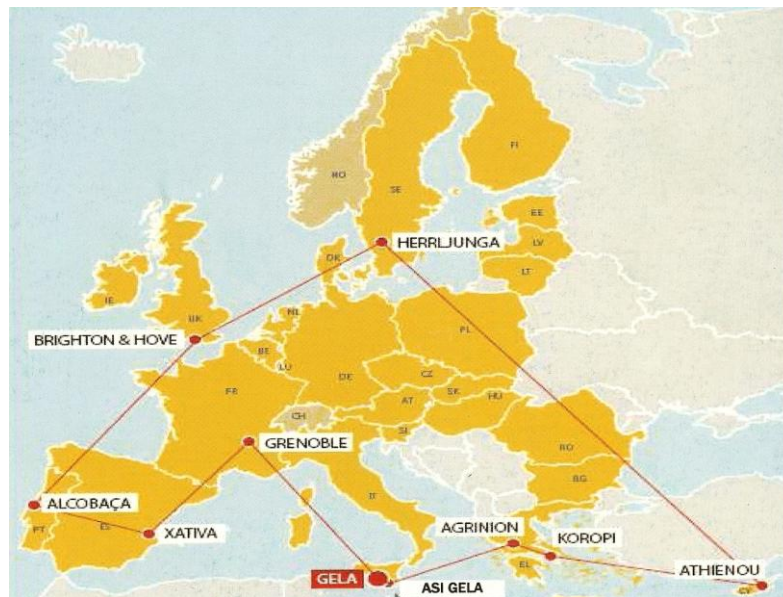 NO
FI
SE
EE
HERRLJUNGA
LV
DK
LT
IE
UK
BRIGHTON & HOVE
NL
PL
BE
LU
DE
CZ
SK
FR
AT
HU
CH
SL
GRENOBLE
RO
BG
IT
ALCOBAÇA
PT
ES
XATIVA
AGRINION
KOROPI
EL
ATHIENOU
CY
GELA
ASI GELA